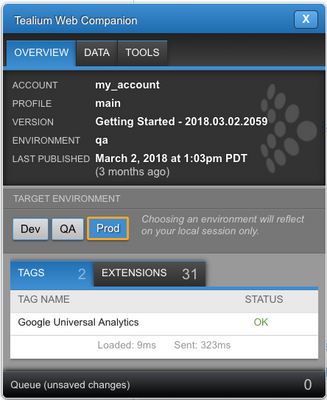 Tealium Web Companion
X
OVERVIEW DATA TOOLS
ACCOUNT my_account
PROFILE main
VERSION Getting Started - 2018.03.02.2059
ENVIRONMENT qa
LAST PUBLISHED March 2, 2018 at 1:03pm PDT
(3 months ago)
TARGET ENVIRONMENT
Dev QA Prod
Choosing an environment will reflect
on your local session only.
TAGS 2 EXTENSIONS 31
TAG NAME STATUS
Google Universal Analytics OK
Loaded: 9ms Sent: 323ms
Queue (unsaved changes) 0